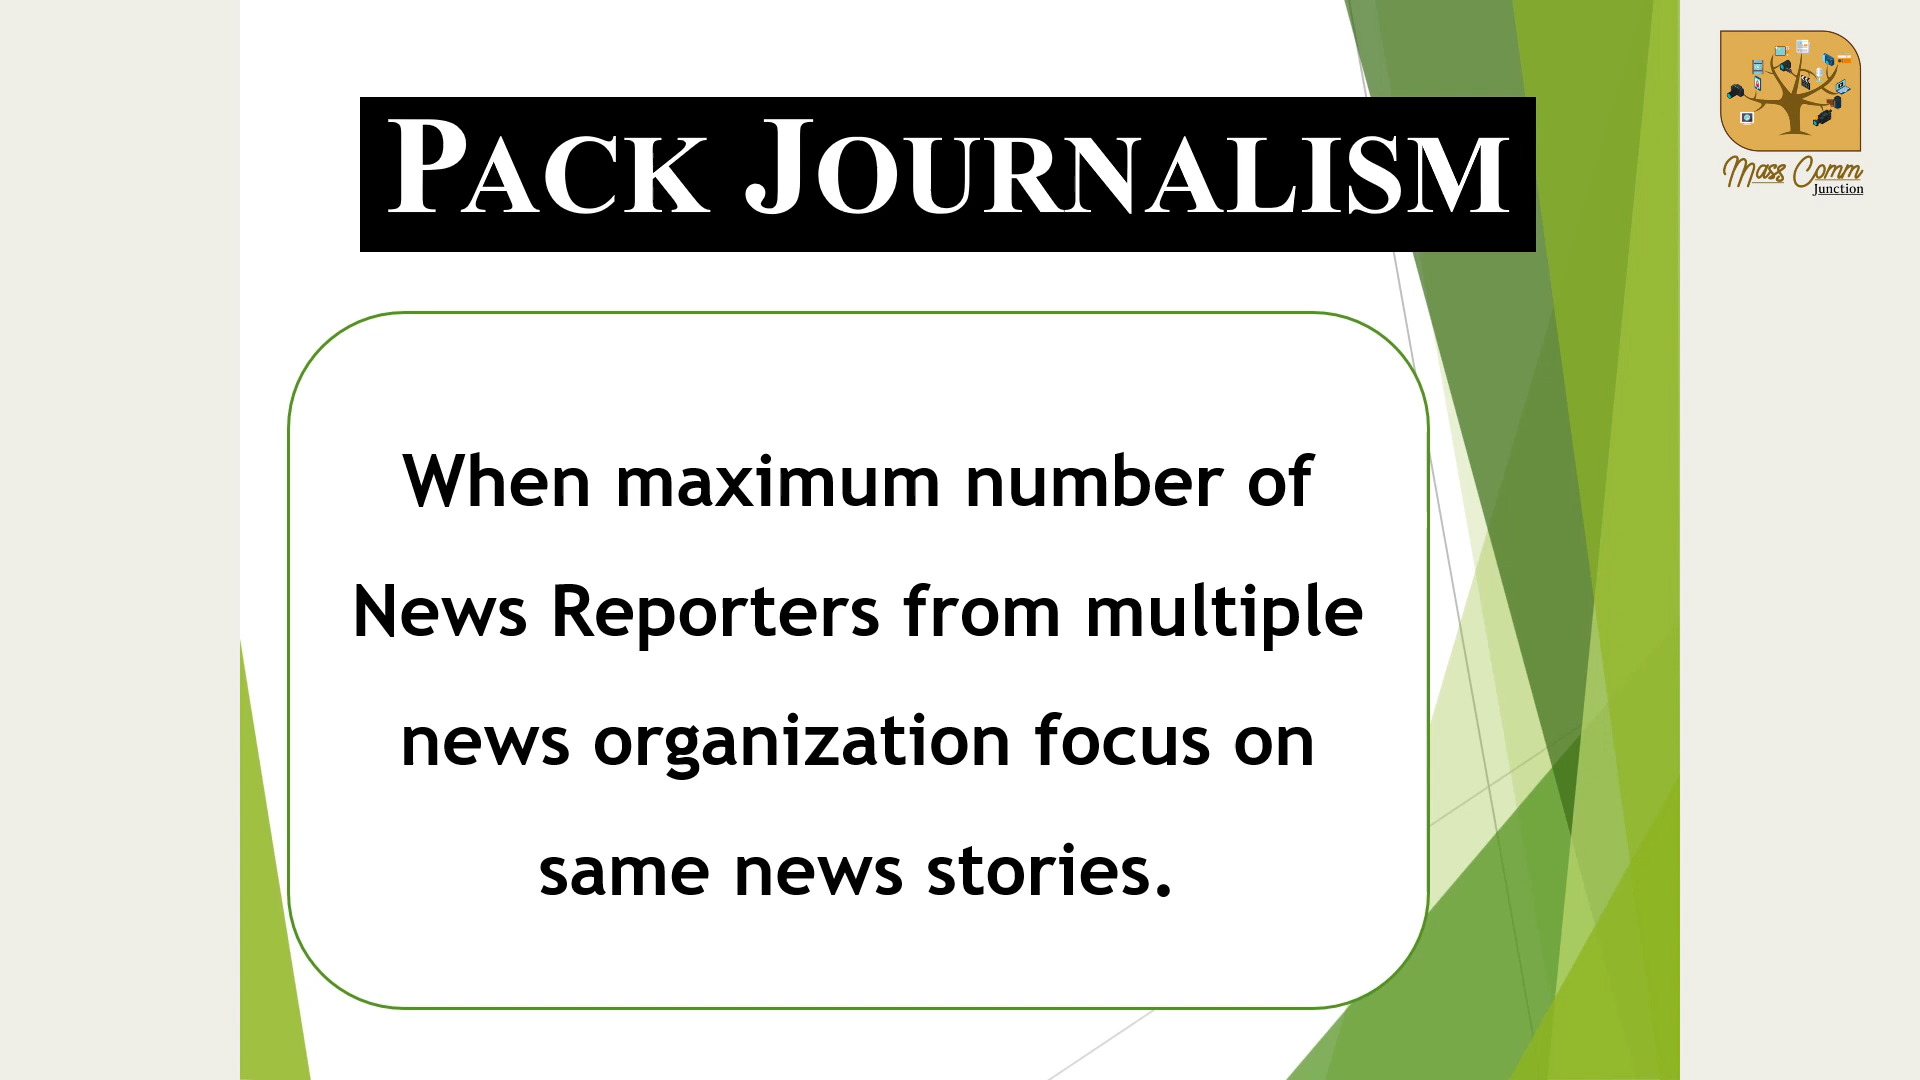 PACK JOURNALISM
Mass Comm
Junction
When maximum number of
News Reporters from multiple
news organization focus on
same news stories.